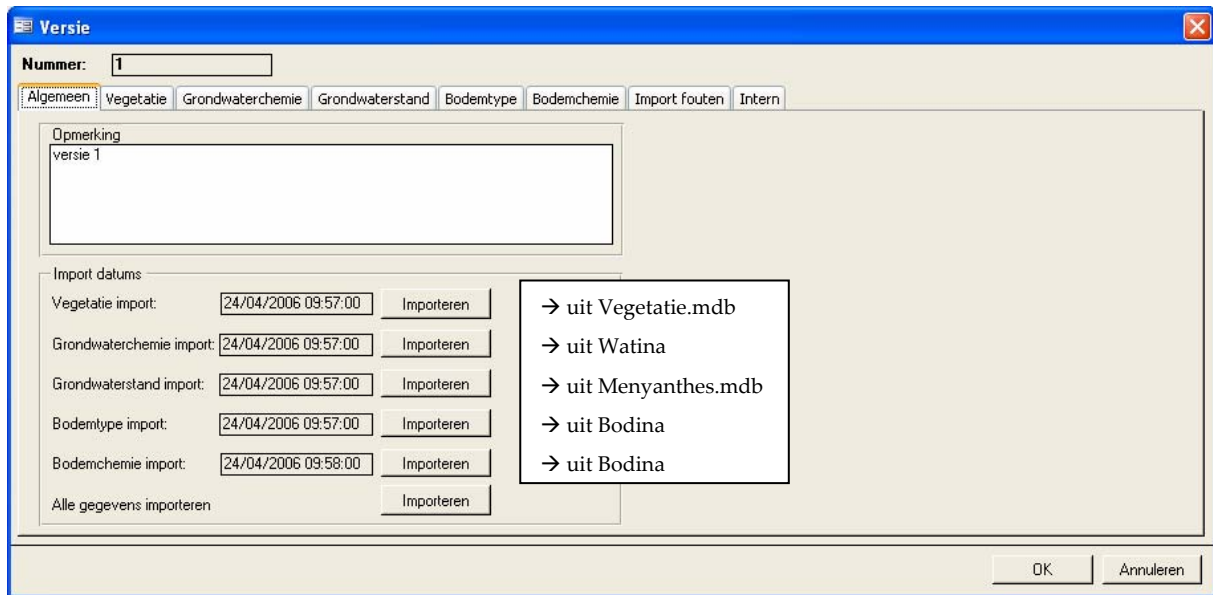 Versie
Nummer: 1
Algemeen Vegetatie Grondwaterchemie Grondwaterstand Bodemtype Bodemchemie Import fouten Intern
Opmerking
versie 1
Import datums
Vegetatie import: 24/04/2006 09:57:00 Importeren → uit Vegetatie.mdb
Grondwaterchemie import: 24/04/2006 09:57:00 Importeren → uit Watina
Grondwaterstand import: 24/04/2006 09:57:00 Importeren → uit Menyanthes.mdb
Bodemtype import: 24/04/2006 09:57:00 Importeren → uit Bodina
Bodemchemie import: 24/04/2006 09:58:00 Importeren → uit Bodina
Alle gegevens importeren Importeren
OK Annuleren